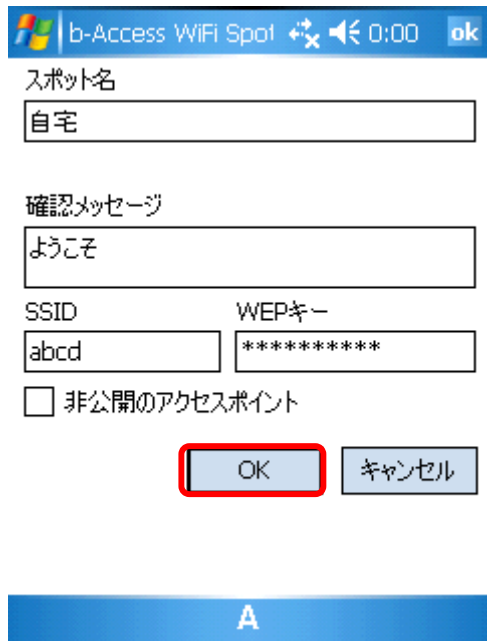 b-Access WiFi Spot 0:00 ok
スポット名
自宅
確認メッセージ
ようこそ
SSID WEPキー
abcd **********
非公開のアクセスポイント
OK キャンセル
A